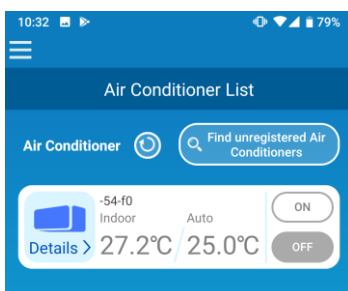 10:32 79%
Air Conditioner List
Air Conditioner
Find unregistered Air
Conditioners
-54-f0
Indoor Auto
ON
Details > 27.2℃ 25.0℃
OFF